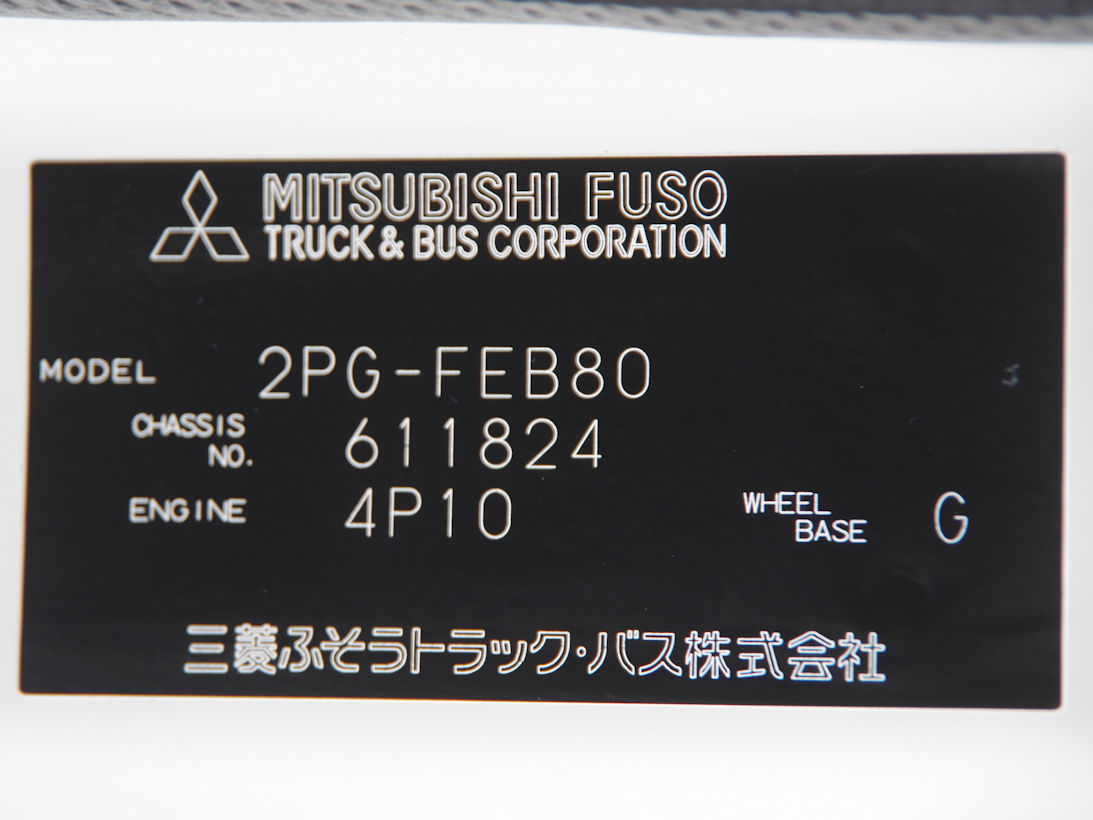 MITSUBISHI FUSO
TRUCK & BUS CORPORATION
MODEL 2PG-FEB80
CHASSIS NO. 611824
ENGINE 4P10
WHEEL BASE G
三菱ふそうトラック・バス株式会社